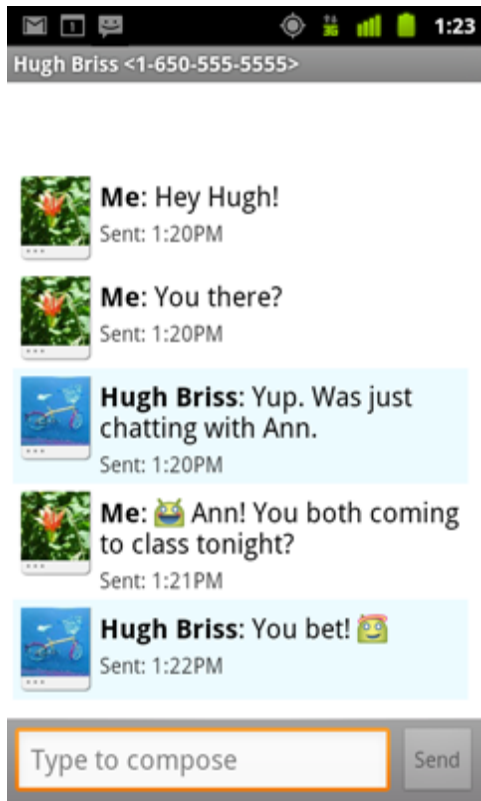 1 3G 1:23
Hugh Briss <1-650-555-5555>
Me: Hey Hugh!
Sent: 1:20PM
Me: You there?
Sent: 1:20PM
Hugh Briss: Yup. Was just
chatting with Ann.
Sent: 1:20PM
Me: Ann! You both coming
to class tonight?
Sent: 1:21PM
Hugh Briss: You bet!
Sent: 1:22PM
Type to compose Send